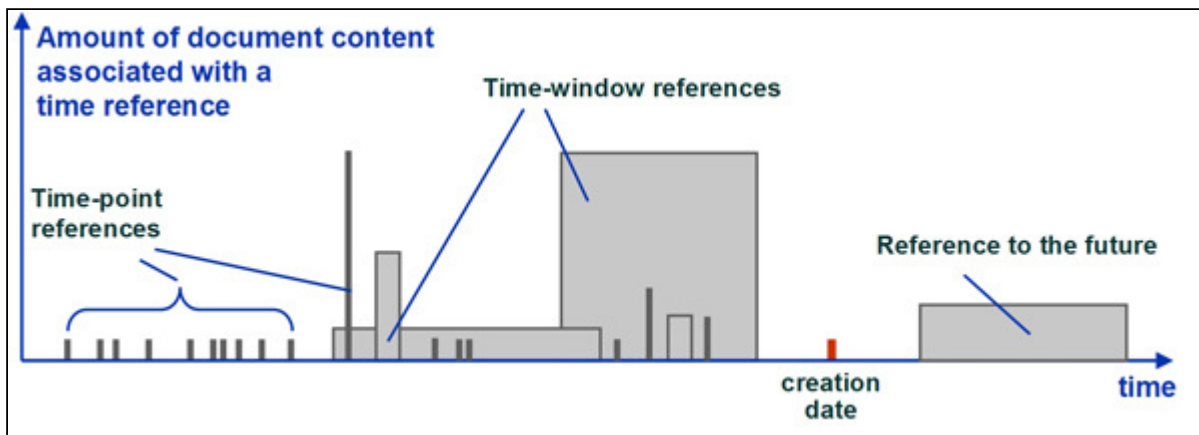 Amount of document content
associated with a
time reference
Time-window references
Time-point
references
Reference to the future
creation
date
time